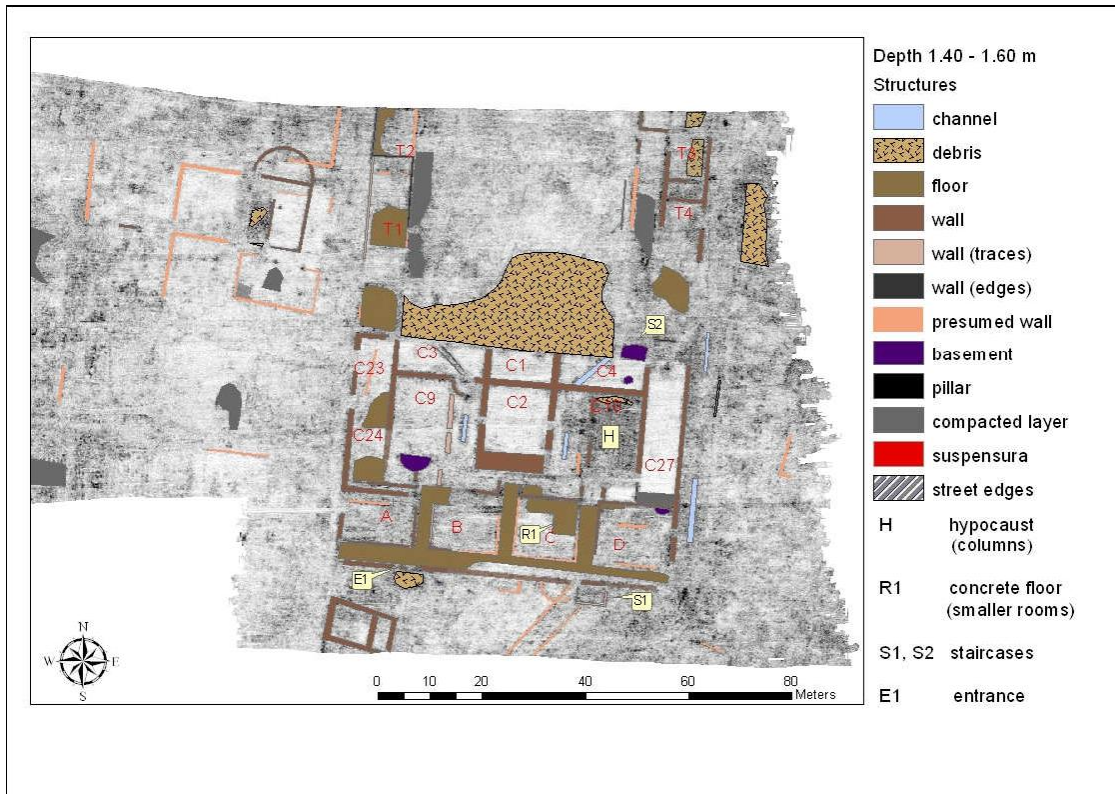 Depth 1.40 - 1.60 m
Structures
channel
debris
floor
wall
wall (traces)
wall (edges)
presumed wall
basement
pillar
compacted layer
suspensura
street edges
H hypocaust
(columns)
R1 concrete floor
(smaller rooms)
S1, S2 staircases
E1 entrance
T2
T3
T1
T4
S2
C3
C1
C4
C23
C9
C2
H
C24
C27
A
B
R1
C
D
E1
S1
N
W E
S
0 10 20 40 60 80
Meters